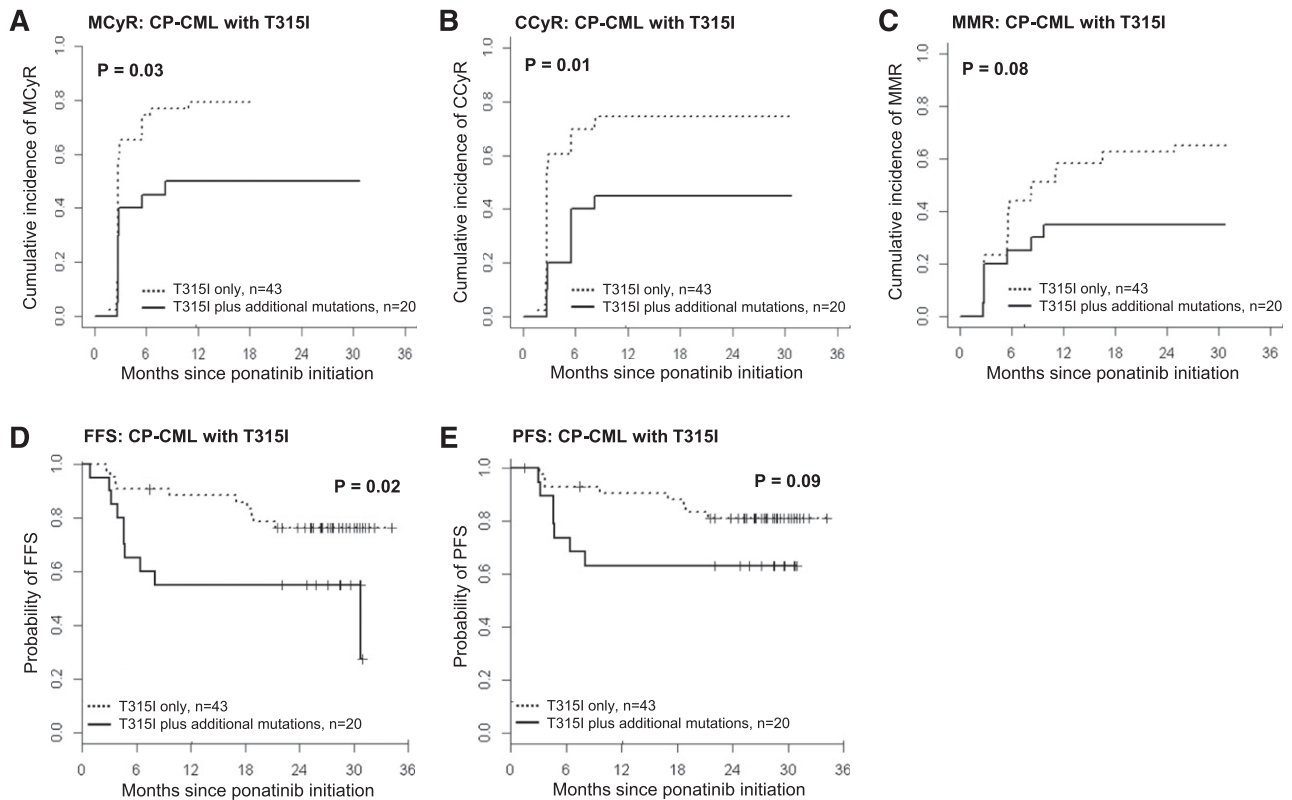 A
MCyR: CP-CML with T315I
Cumulative incidence of MCyR
1.0
0.8
0.6
0.4
0.2
0.0
P = 0.03
T315I only, n=43
T315I plus additional mutations, n=20
0 6 12 18 24 30 36
Months since ponatinib initiation
B
CCyR: CP-CML with T315I
Cumulative incidence of CCyR
1.0
0.8
0.6
0.4
0.2
0.0
P = 0.01
T315I only, n=43
T315I plus additional mutations, n=20
0 6 12 18 24 30 36
Months since ponatinib initiation
C
MMR: CP-CML with T315I
Cumulative incidence of MMR
1.0
0.8
0.6
0.4
0.2
0.0
P = 0.08
T315I only, n=43
T315I plus additional mutations, n=20
0 6 12 18 24 30 36
Months since ponatinib initiation
D
FFS: CP-CML with T315I
Probability of FFS
1.0
0.8
0.6
0.4
0.2
0.0
P = 0.02
T315I only, n=43
T315I plus additional mutations, n=20
0 6 12 18 24 30 36
Months since ponatinib initiation
E
PFS: CP-CML with T315I
Probability of PFS
1.0
0.8
0.6
0.4
0.2
0.0
P = 0.09
T315I only, n=43
T315I plus additional mutations, n=20
0 6 12 18 24 30 36
Months since ponatinib initiation